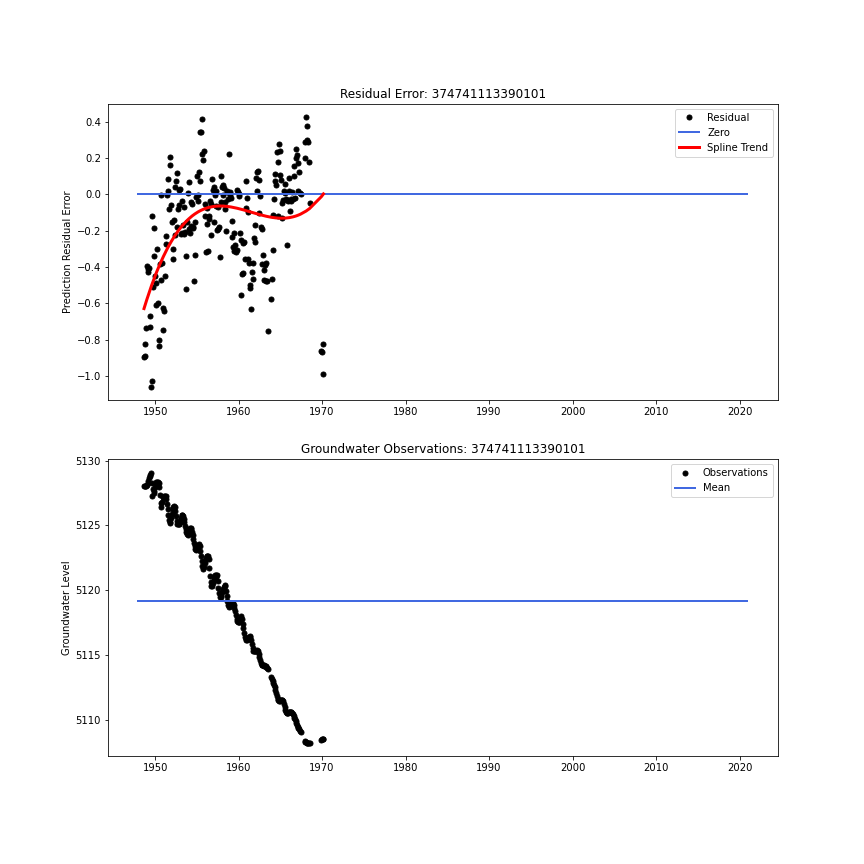 Residual Error: 374741113390101
Prediction Residual Error
0.4
0.2
0.0
−0.2
−0.4
−0.6
−0.8
−1.0
Residual
Zero
Spline Trend
1950 1960 1970 1980 1990 2000 2010 2020
Groundwater Observations: 374741113390101
Groundwater Level
5130
5125
5120
5115
5110
Observations
Mean
1950 1960 1970 1980 1990 2000 2010 2020